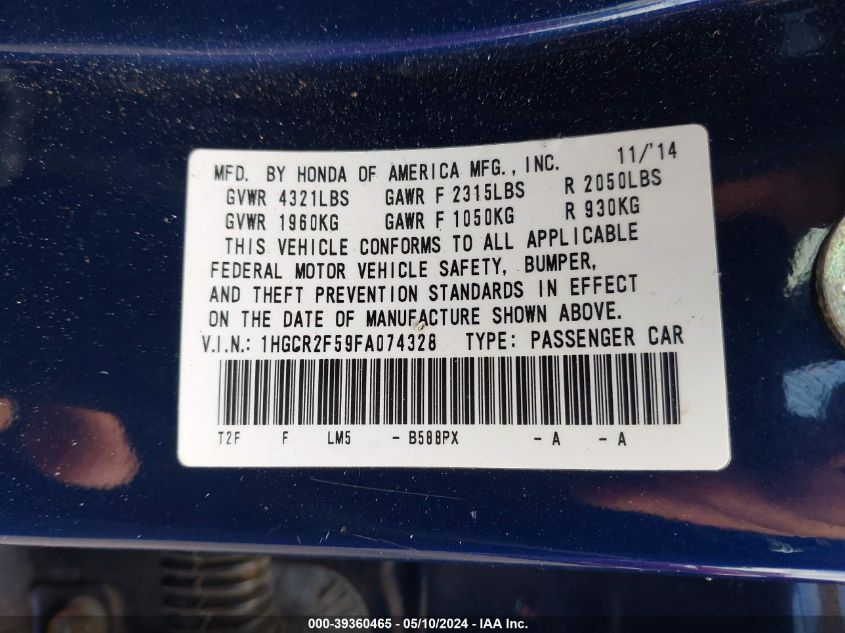 MFD. BY HONDA OF AMERICA MFG., INC. 11/'14
GVWR 4321LBS GAWR F 2315LBS R 2050LBS
GVWR 1960KG GAWR F 1050KG R 930KG
THIS VEHICLE CONFORMS TO ALL APPLICABLE
FEDERAL MOTOR VEHICLE SAFETY, BUMPER,
AND THEFT PREVENTION STANDARDS IN EFFECT
ON THE DATE OF MANUFACTURE SHOWN ABOVE.
V.I.N.: 1HGCR2F59FA074328 TYPE: PASSENGER CAR
T2F F LM5 - B588PX - A - A
000-39360465 - 05/10/2024 - IAA Inc.